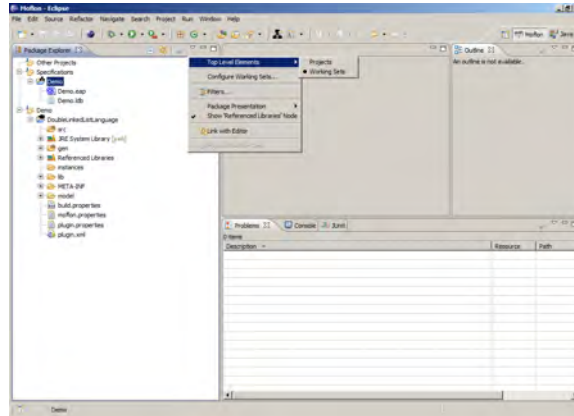 Moflon - Eclipse
File Edit Source Refactor Navigate Search Project Run Window Help
Moflon Java
Package Explorer
Other Projects
Specifications
Demo
Demo.eap
Demo.ldb
Demo
DoubleLinkedListLanguage
src
JRE System Library
gen
Referenced Libraries
instances
lib
META-INF
model
build.properties
moflon.properties
plugin.properties
plugin.xml
Top Level Elements
Configure Working Sets...
Filters...
Package Presentation
Show 'Referenced Libraries' Node
Link with Editor
Projects
Working Sets
Outline
An outline is not available.
Problems Console JUnit
0 items
Description Resource Path
Demo